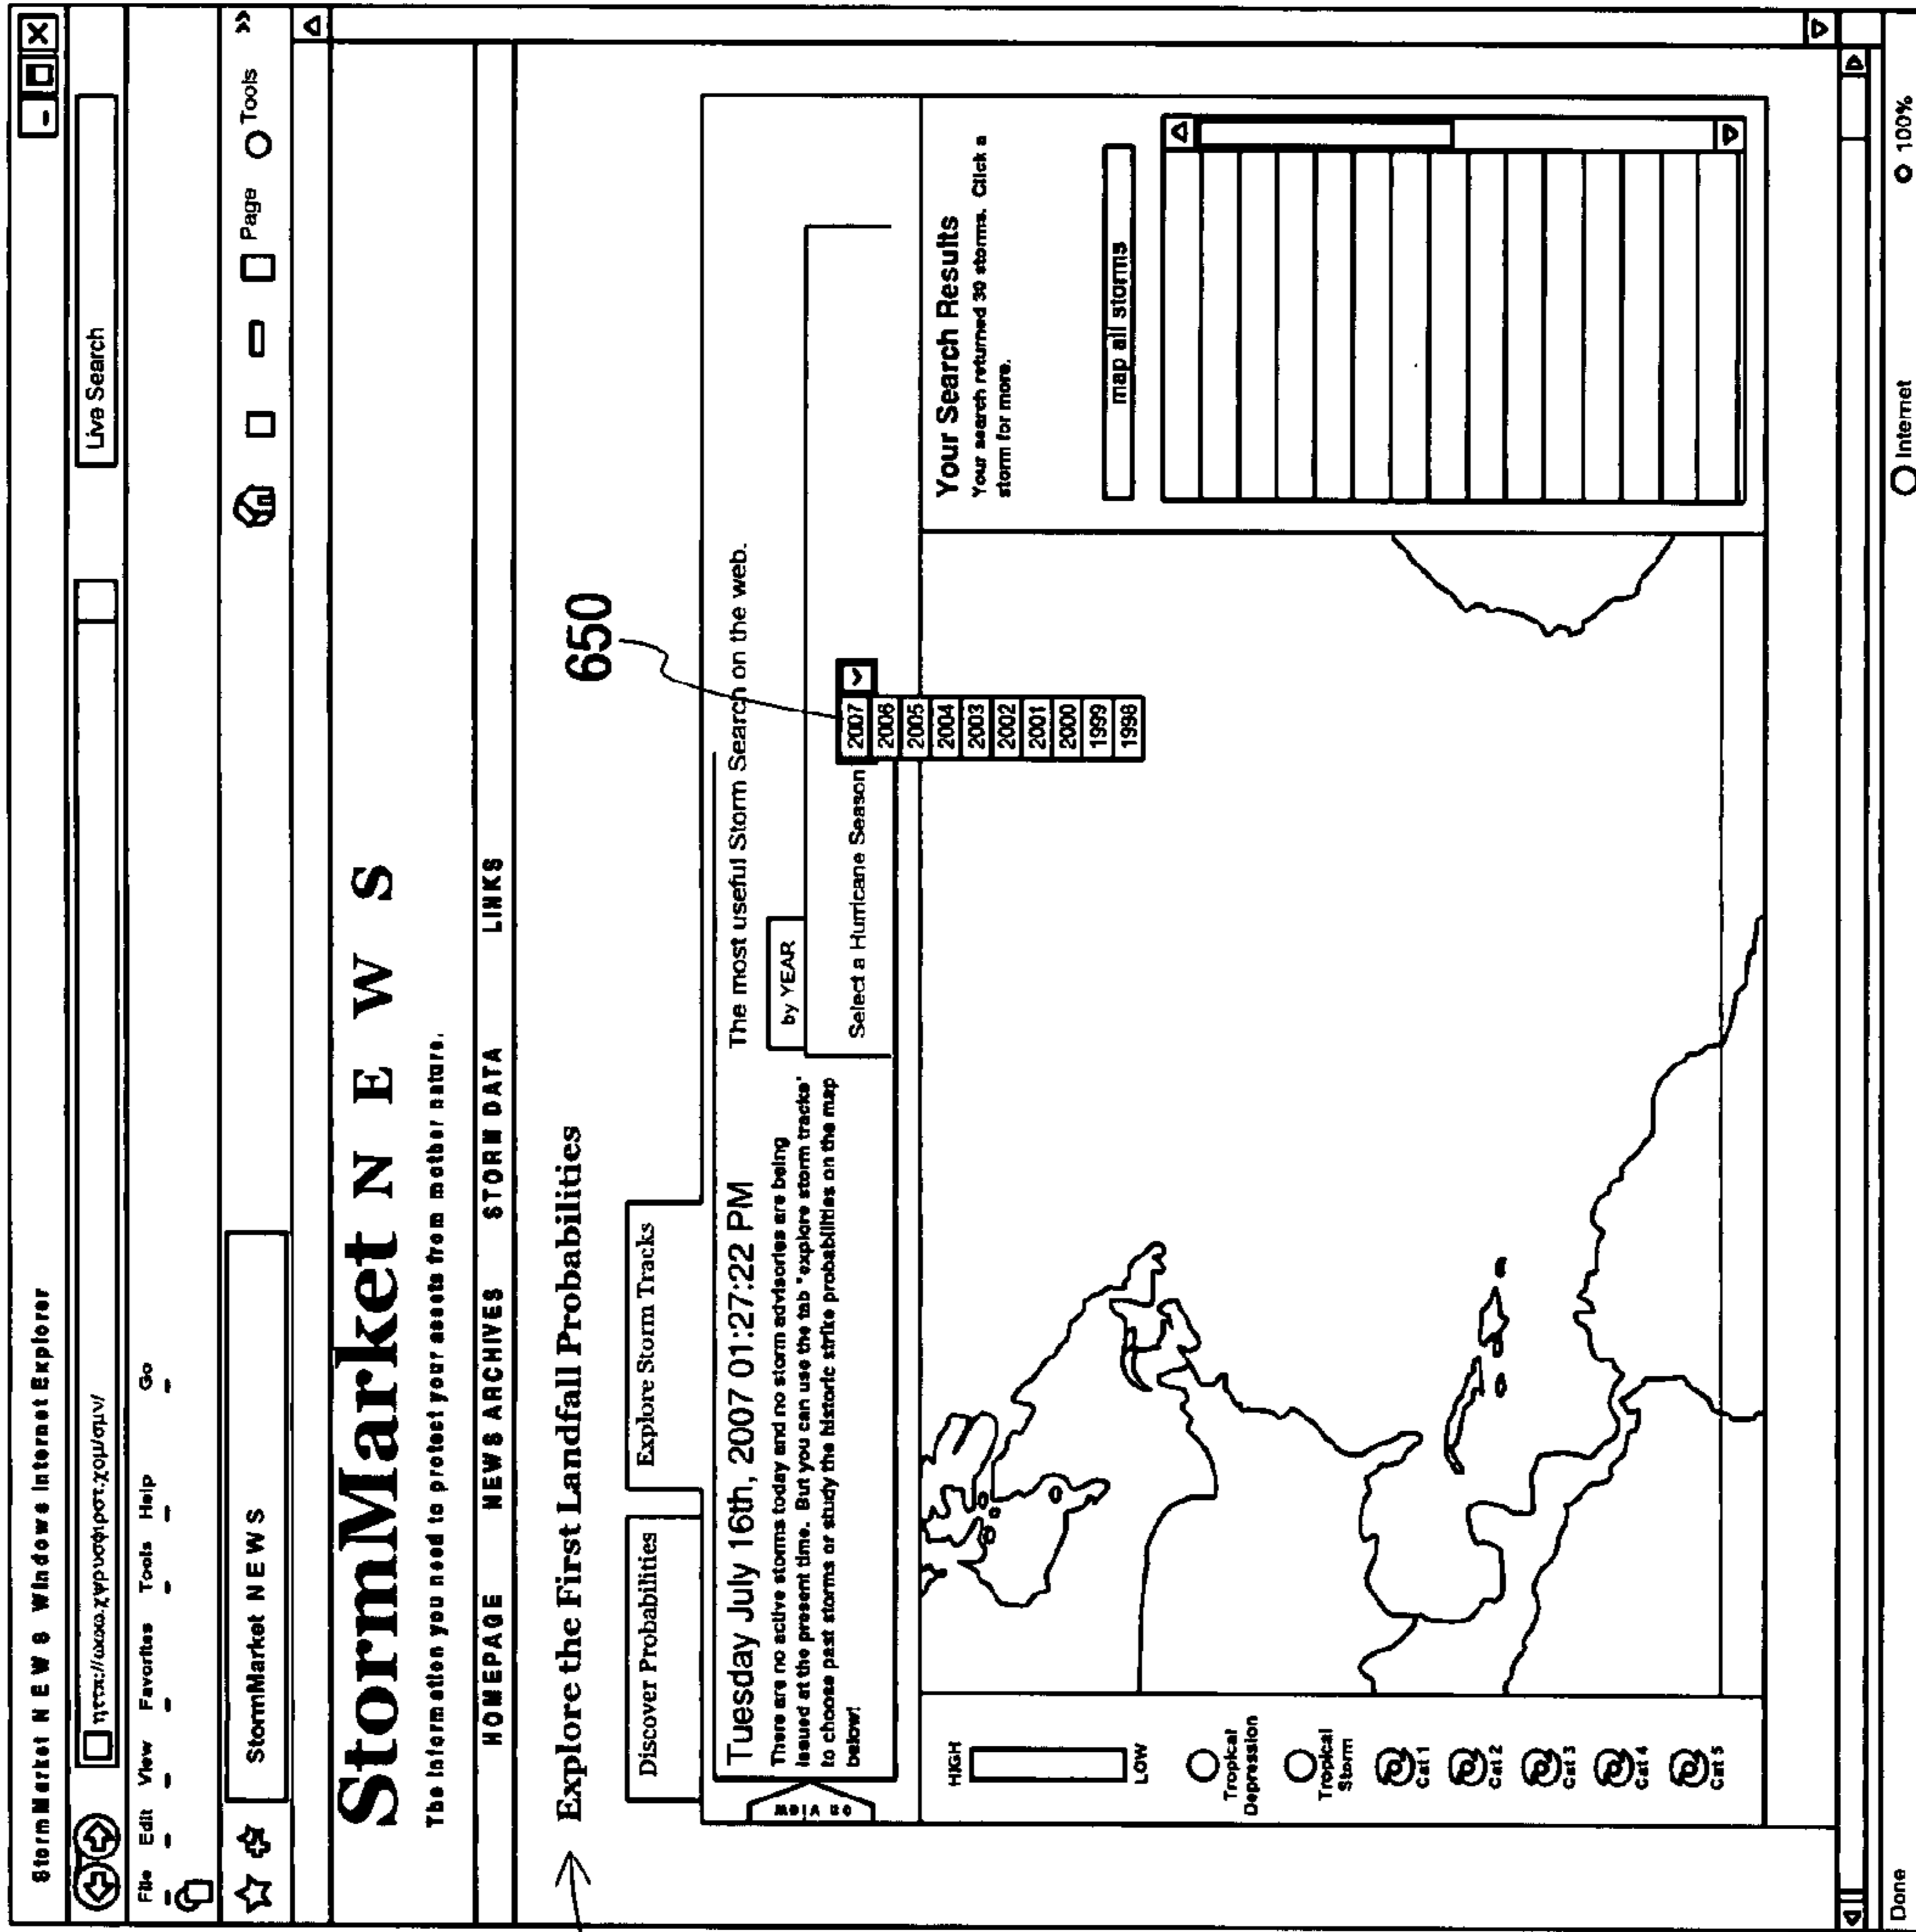 StormMarket N E W S Windows Internet Explorer
ηττπ://ωωω.χψρυσφιροτ.χομ/σμν/
Live Search
File Edit View Favorites Tools Help Go
StormMarket N E W S
Page Tools »
StormMarket N E W S
The information you need to protect your assets from mother nature.
HOMEPAGE NEWS ARCHIVES STORM DATA LINKS
Explore the First Landfall Probabilities
650
Discover Probabilities
Explore Storm Tracks
Tuesday July 16th, 2007 01:27:22 PM
There are no active storms today and no storm advisories are being
issued at the present time. But you can use the tab "explore storm tracks'
to choose past storms or study the historic strike probabilities on the map
below!
The most useful Storm Search on the web.
by YEAR
Select a Hurricane Season
2007
2006
2005
2004
2003
2002
2001
2000
1999
1998
HIGH
LOW
Tropical
Depression
Tropical
Storm
Cat 1
Cat 2
Cat 3
Cat 4
Cat 5
Your Search Results
Your search returned 30 storms. Click a
storm for more.
map all storms
Done
Internet
100%